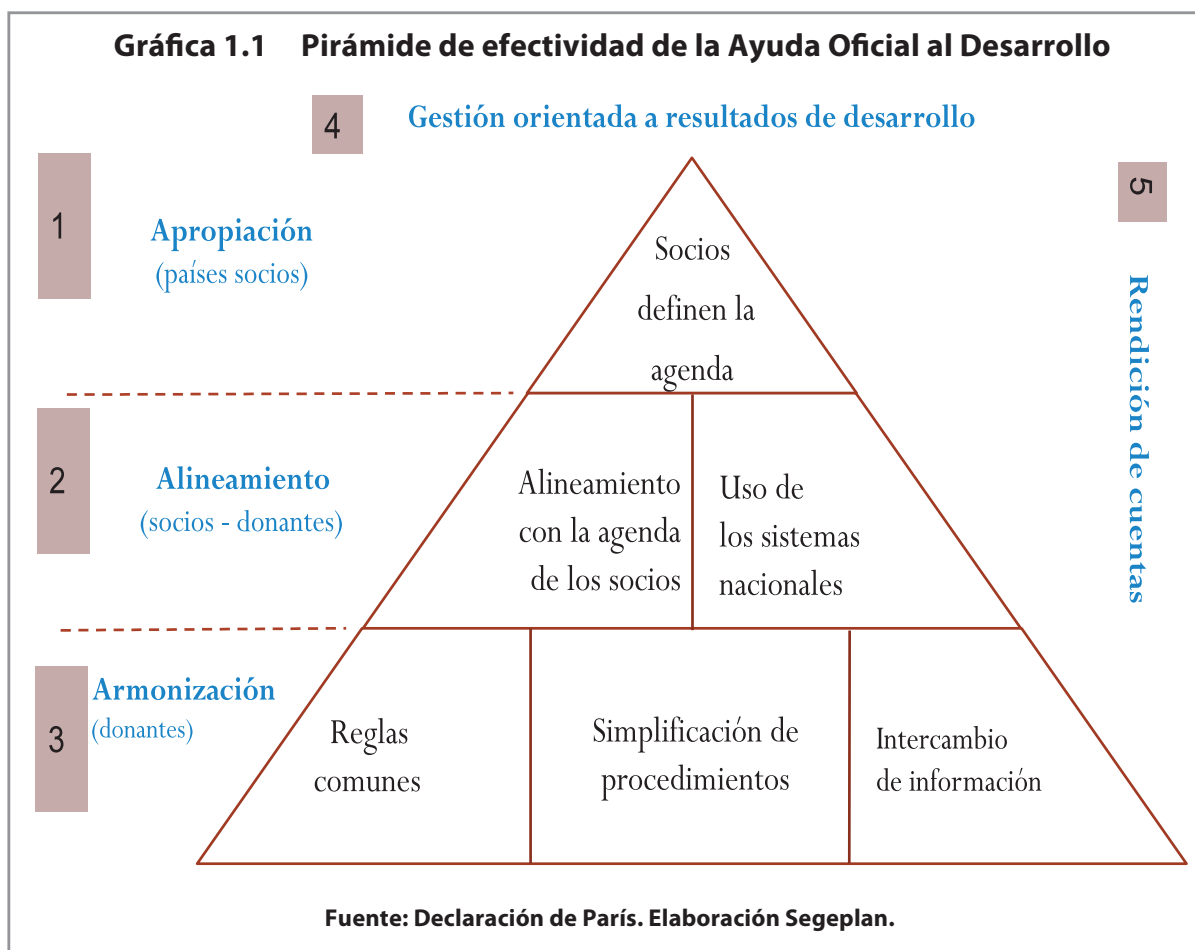 Gráfica 1.1 Pirámide de efectividad de la Ayuda Oficial al Desarrollo
4
Gestión orientada a resultados de desarrollo
1
Apropiación
(países socios)
Socios
definen la
agenda
2
Alineamiento
(socios - donantes)
Alineamiento
con la agenda
de los socios
Uso de
los sistemas
nacionales
3
Armonización
(donantes)
Reglas
comunes
Simplificación de
procedimientos
Intercambio
de información
5
Rendición de cuentas
Fuente: Declaración de París. Elaboración Segeplan.